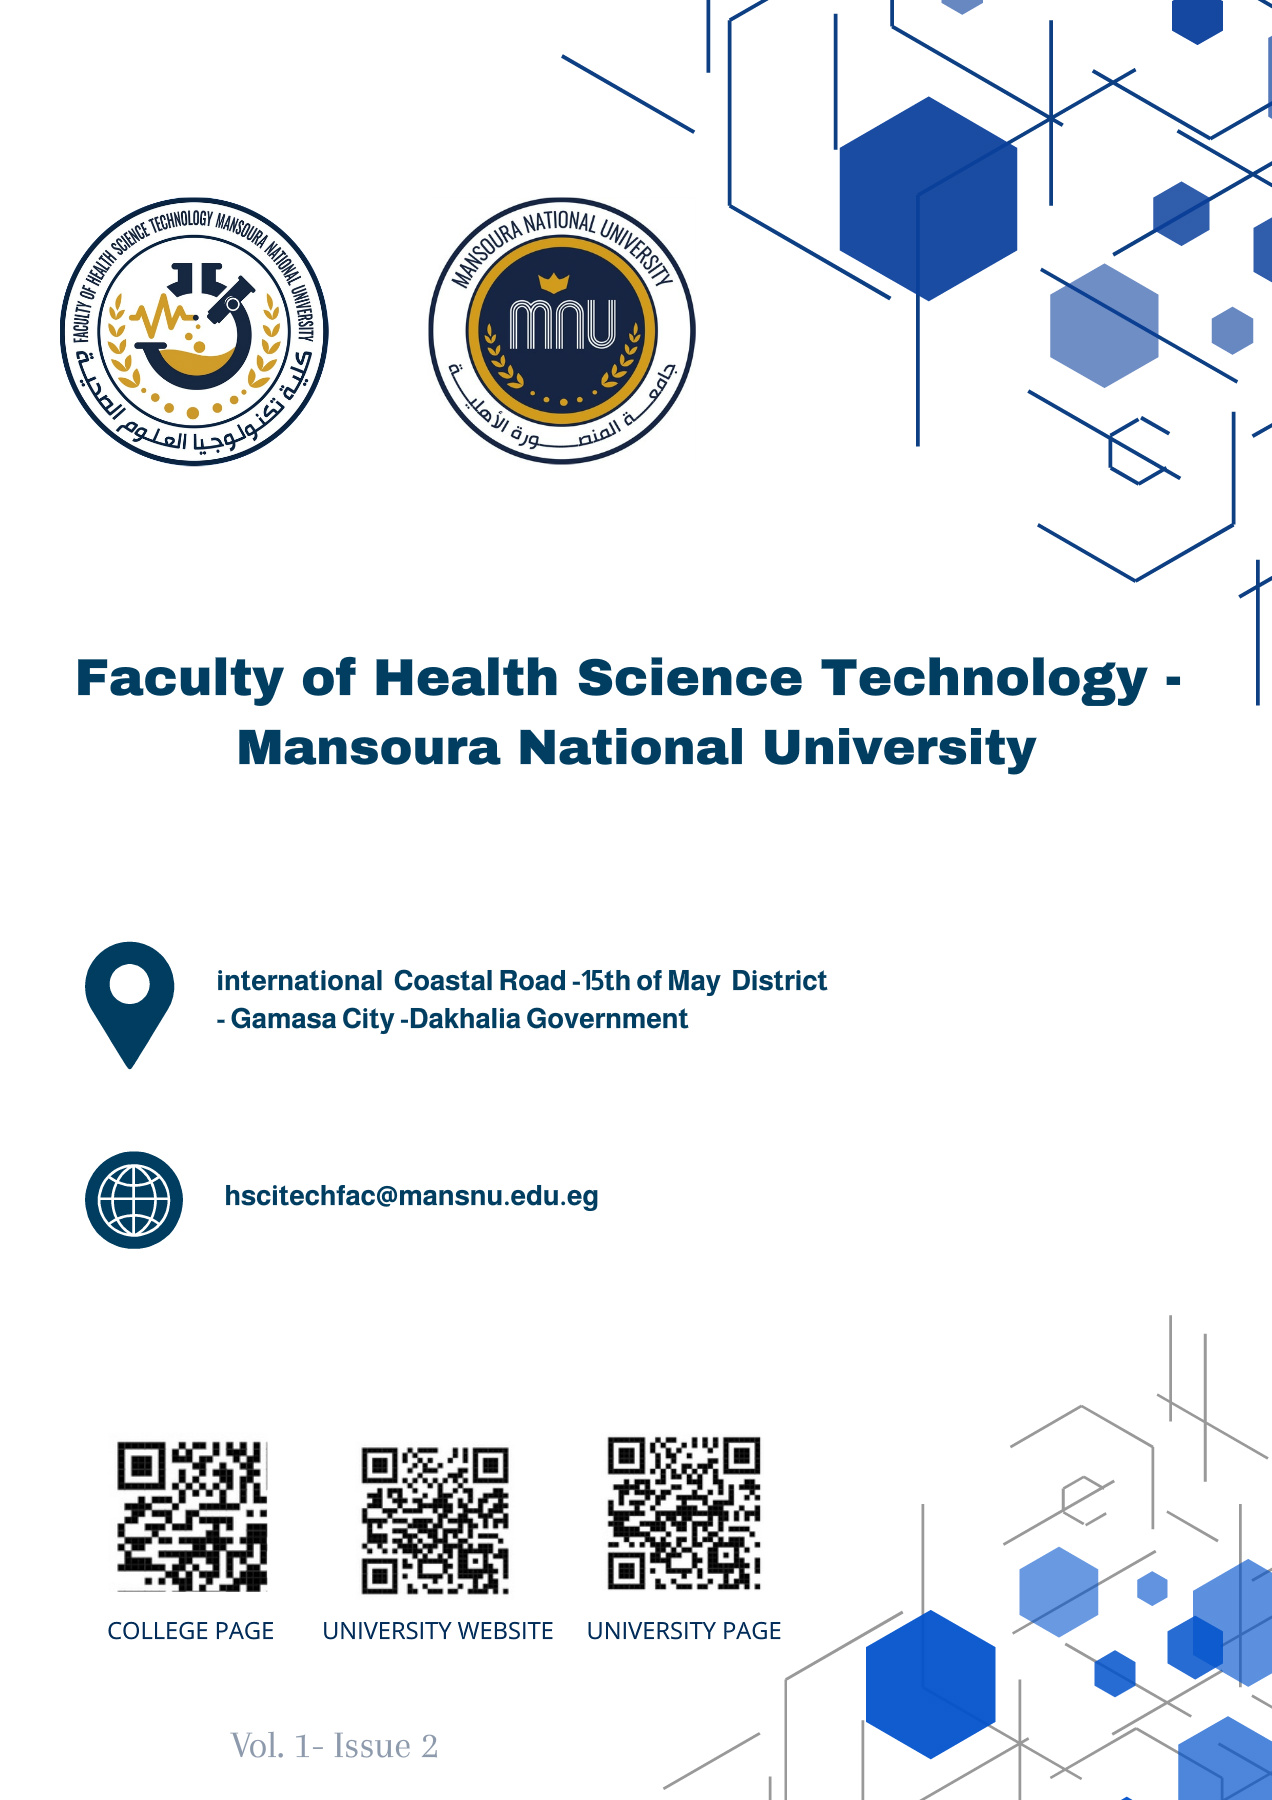 FACULTY OF HEALTH SCIENCE TECHNOLOGY MANSOURA NATIONAL UNIVERSITY
كلية تكنولوجيا العلوم الصحية
MANSOURA NATIONAL UNIVERSITY
mnu
جامعة المنصورة الأهلية
Faculty of Health Science Technology -
Mansoura National University
international Coastal Road -15th of May District
- Gamasa City -Dakhalia Government
hscitechfac@mansnu.edu.eg
COLLEGE PAGE
UNIVERSITY WEBSITE
UNIVERSITY PAGE
Vol. 1- Issue 2